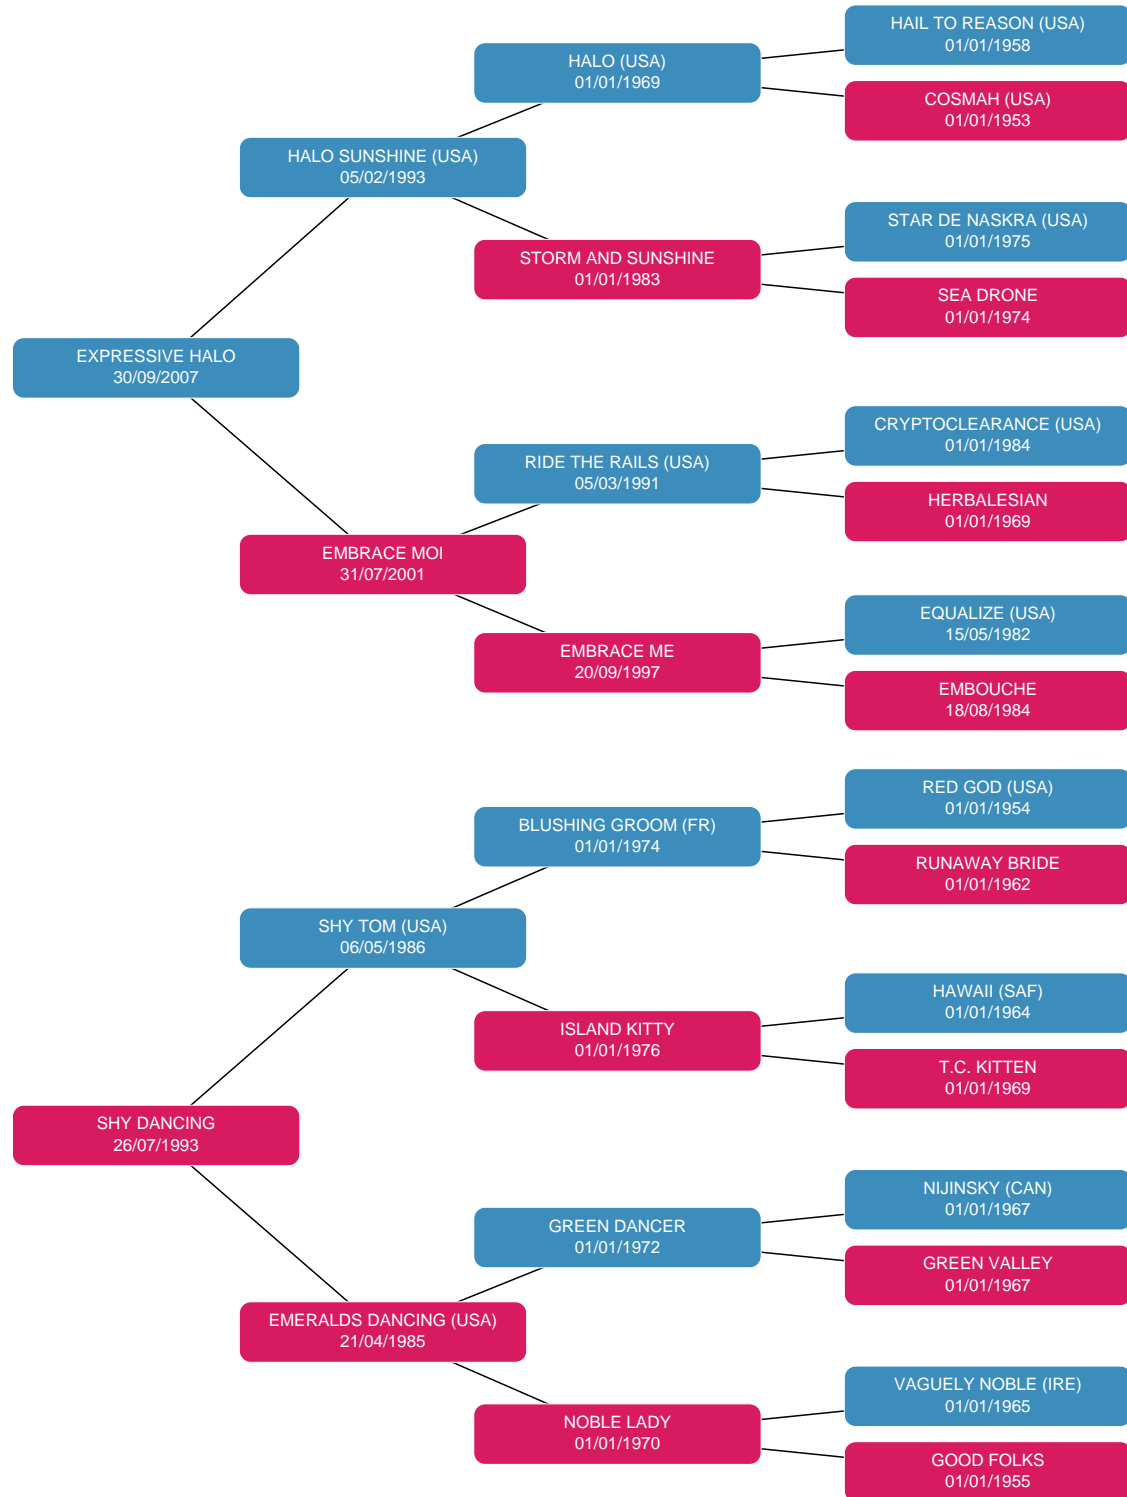 HAIL TO REASON (USA)
01/01/1958
HALO (USA)
01/01/1969
COSMAH (USA)
01/01/1953
HALO SUNSHINE (USA)
05/02/1993
STAR DE NASKRA (USA)
01/01/1975
STORM AND SUNSHINE
01/01/1983
SEA DRONE
01/01/1974
EXPRESSIVE HALO
30/09/2007
CRYPTOCLEARANCE (USA)
01/01/1984
RIDE THE RAILS (USA)
05/03/1991
HERBALESIAN
01/01/1969
EMBRACE MOI
31/07/2001
EQUALIZE (USA)
15/05/1982
EMBRACE ME
20/09/1997
EMBOUCHE
18/08/1984
RED GOD (USA)
01/01/1954
BLUSHING GROOM (FR)
01/01/1974
RUNAWAY BRIDE
01/01/1962
SHY TOM (USA)
06/05/1986
HAWAII (SAF)
01/01/1964
ISLAND KITTY
01/01/1976
T.C. KITTEN
01/01/1969
SHY DANCING
26/07/1993
NIJINSKY (CAN)
01/01/1967
GREEN DANCER
01/01/1972
GREEN VALLEY
01/01/1967
EMERALDS DANCING (USA)
21/04/1985
VAGUELY NOBLE (IRE)
01/01/1965
NOBLE LADY
01/01/1970
GOOD FOLKS
01/01/1955